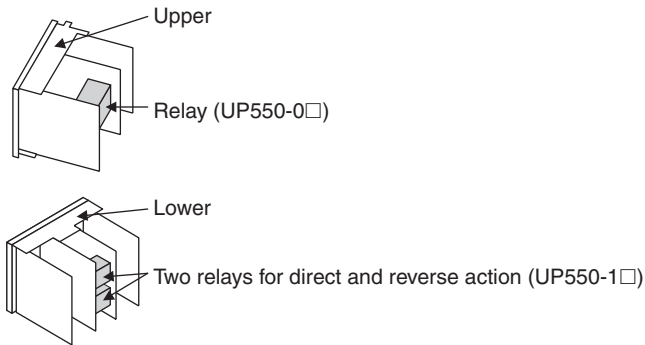 Upper
Relay (UP550-0□)
Lower
Two relays for direct and reverse action (UP550-1□)